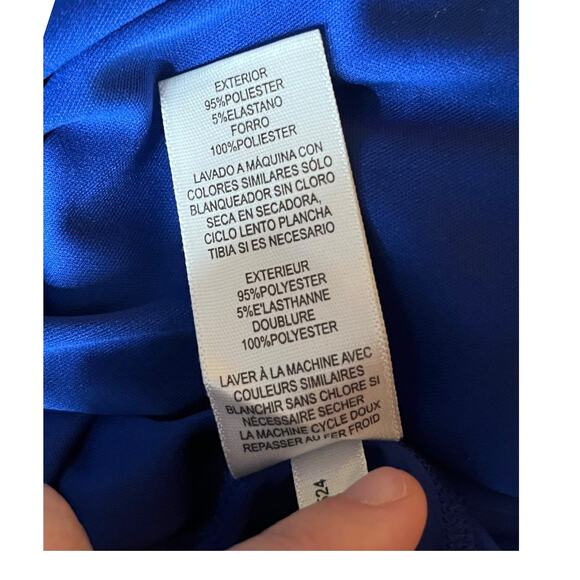 EXTERIOR
95%POLIESTER
5%ELASTANO
FORRO
100%POLIESTER
LAVADO A MÁQUINA CON
COLORES SIMILARES SÓLO
BLANQUEADOR SIN CLORO
SECA EN SECADORA,
CICLO LENTO PLANCHA
TIBIA SI ES NECESARIO
EXTERIEUR
95%POLYESTER
5%E'LASTHANNE
DOUBLURE
100%POLYESTER
LAVER À LA MACHINE AVEC
COULEURS SIMILAIRES
BLANCHIR SANS CHLORE SI
NÉCESSAIRE SECHER
LA MACHINE CYCLE DOUX
REPASSER AU FER FROID